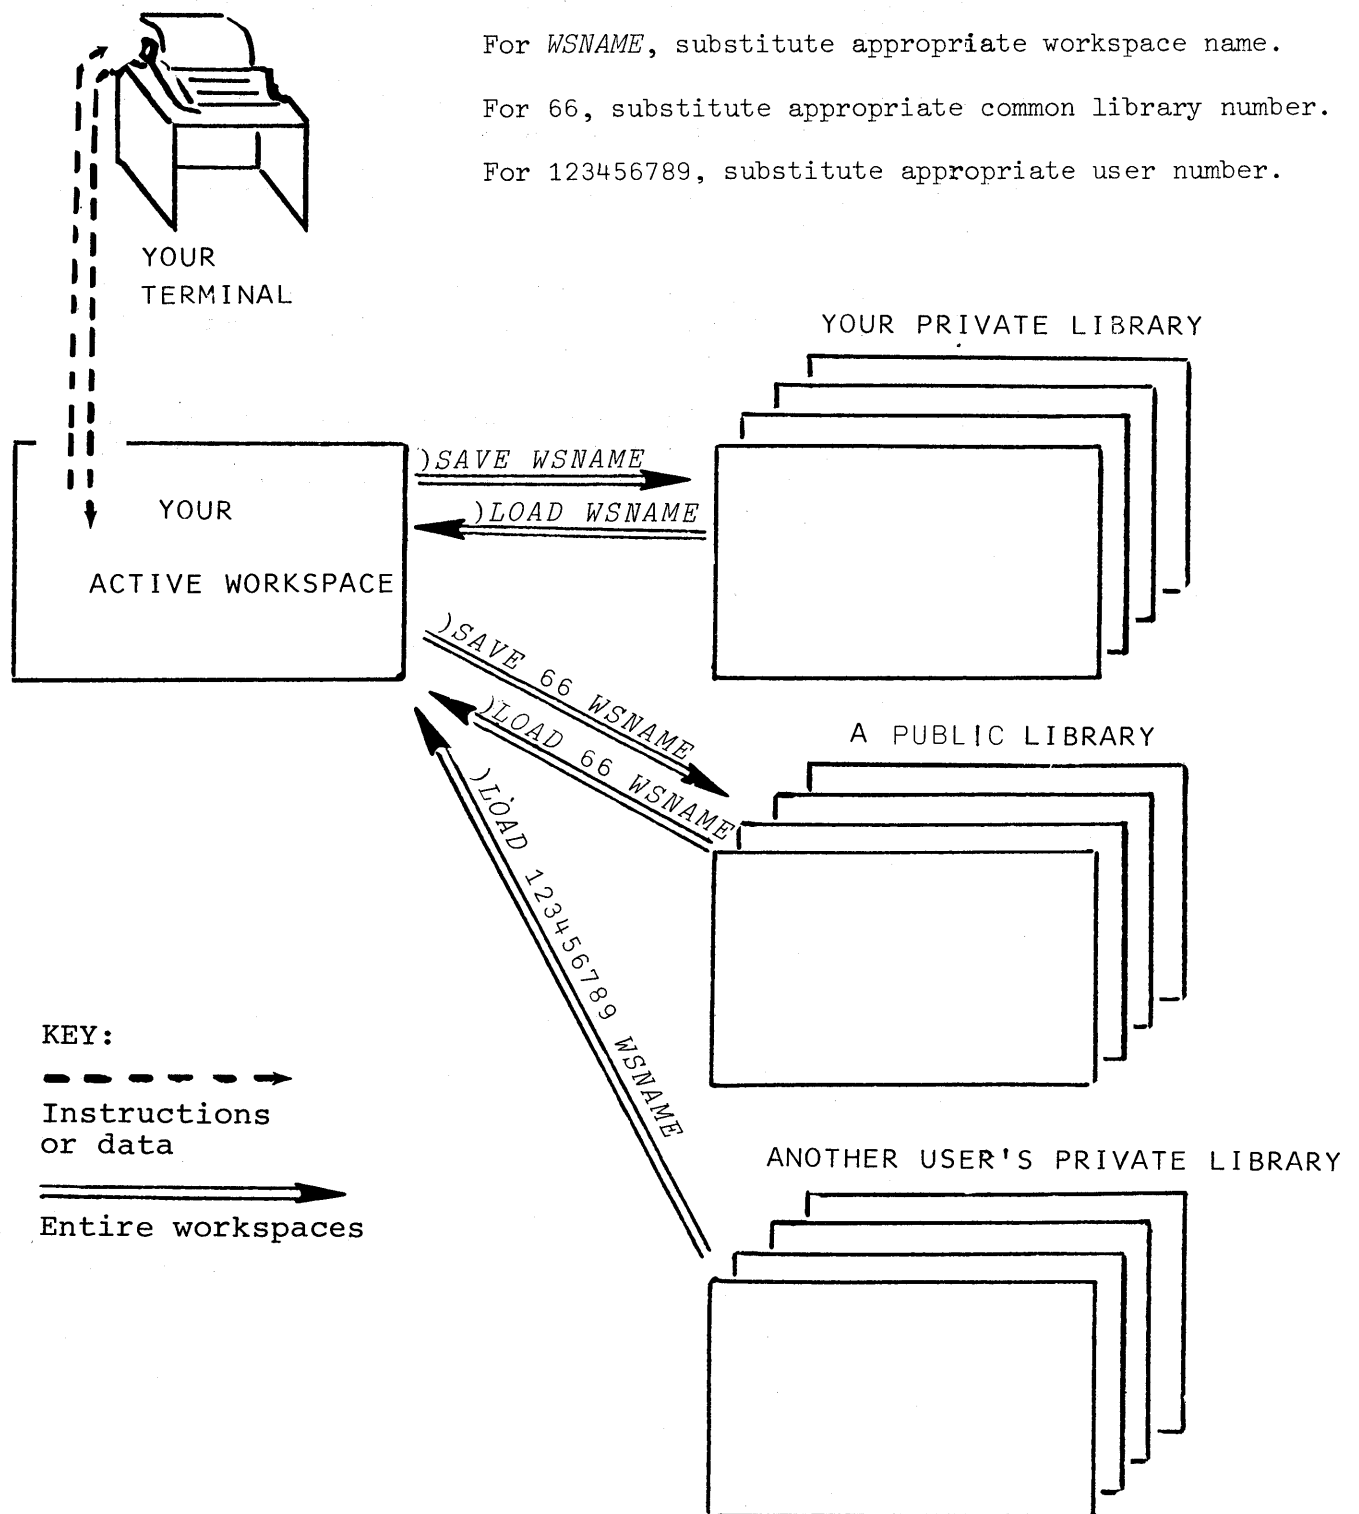 For WSNAME, substitute appropriate workspace name.
For 66, substitute appropriate common library number.
For 123456789, substitute appropriate user number.
YOUR
TERMINAL
YOUR PRIVATE LIBRARY
)SAVE WSNAME
)LOAD WSNAME
YOUR
ACTIVE WORKSPACE
)SAVE 66 WSNAME
)LOAD 66 WSNAME
A PUBLIC LIBRARY
)LOAD 123456789 WSNAME
KEY:
Instructions
or data
Entire workspaces
ANOTHER USER'S PRIVATE LIBRARY